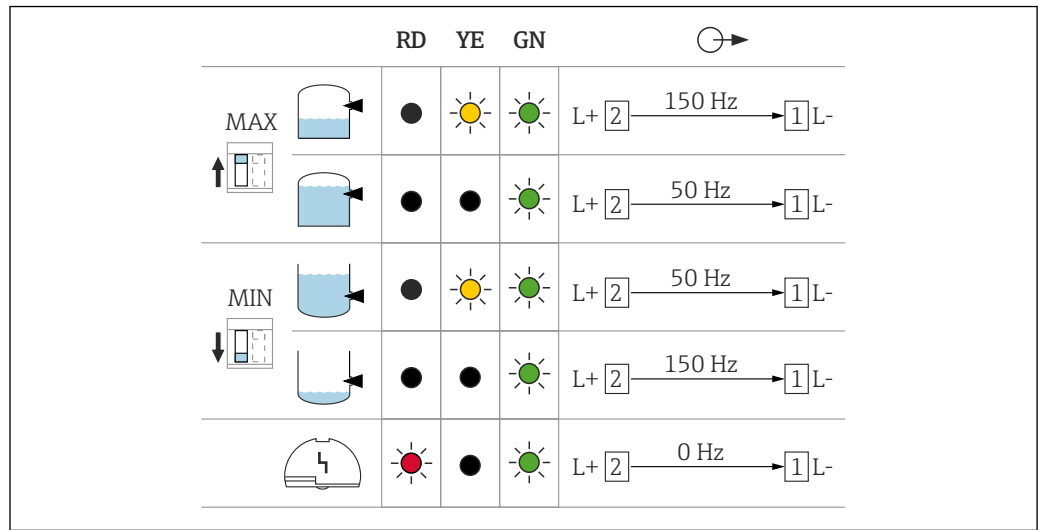 RD YE GN
MAX
L+ 2 150 Hz 1 L-
L+ 2 50 Hz 1 L-
MIN
L+ 2 50 Hz 1 L-
L+ 2 150 Hz 1 L-
L+ 2 0 Hz 1 L-